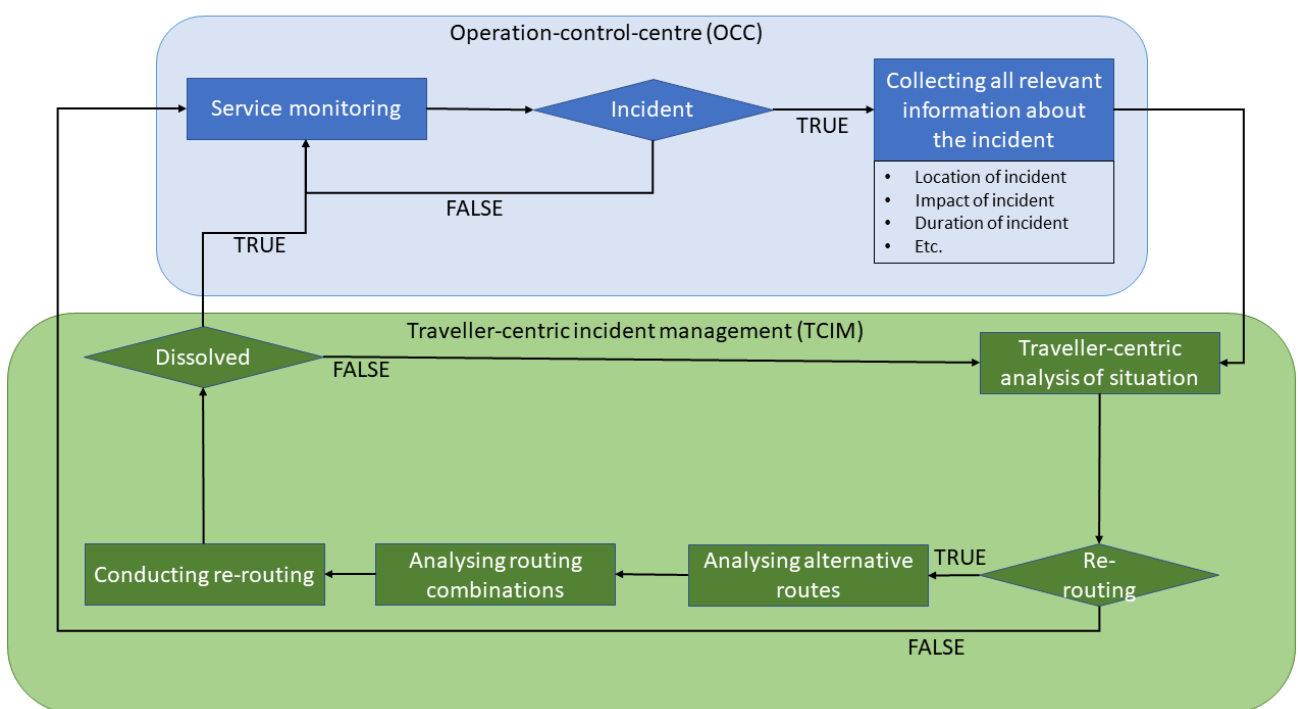 Operation-control-centre (OCC)
Service monitoring
Incident
TRUE
Collecting all relevant
information about
the incident
• Location of incident
• Impact of incident
• Duration of incident
• Etc.
FALSE
TRUE
Traveller-centric incident management (TCIM)
Dissolved
FALSE
Traveller-centric
analysis of situation
Conducting re-routing
Analysing routing
combinations
Analysing alternative
routes
TRUE
Re-
routing
FALSE